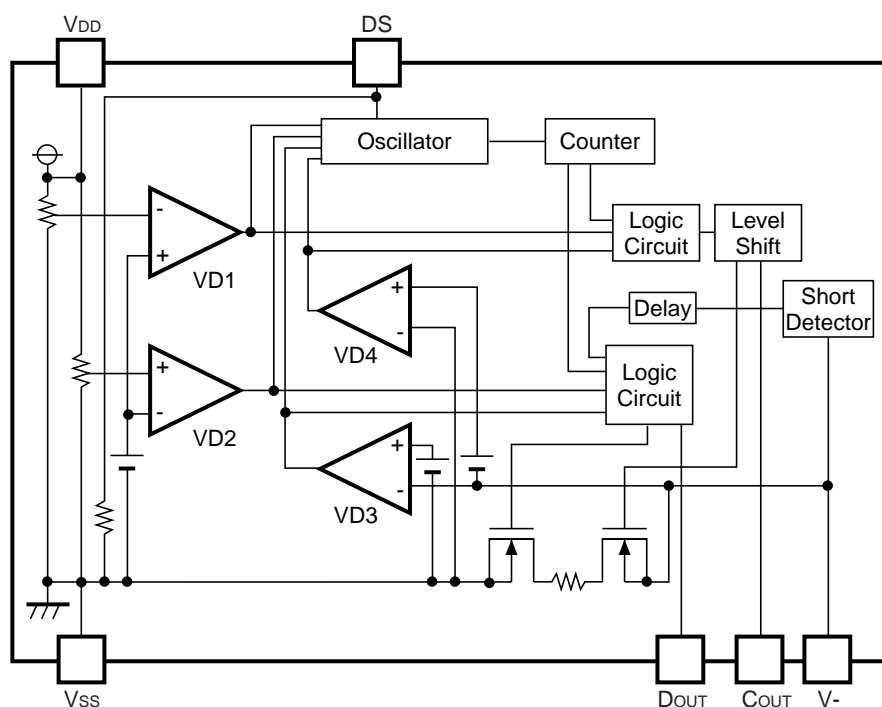 VDD
DS
Oscillator
Counter
-
+
VD1
Logic
Circuit
Level
Shift
+
-
VD4
Delay
Short
Detector
+
-
VD2
Logic
Circuit
+
-
VD3
VSS
DOUT
COUT
V-